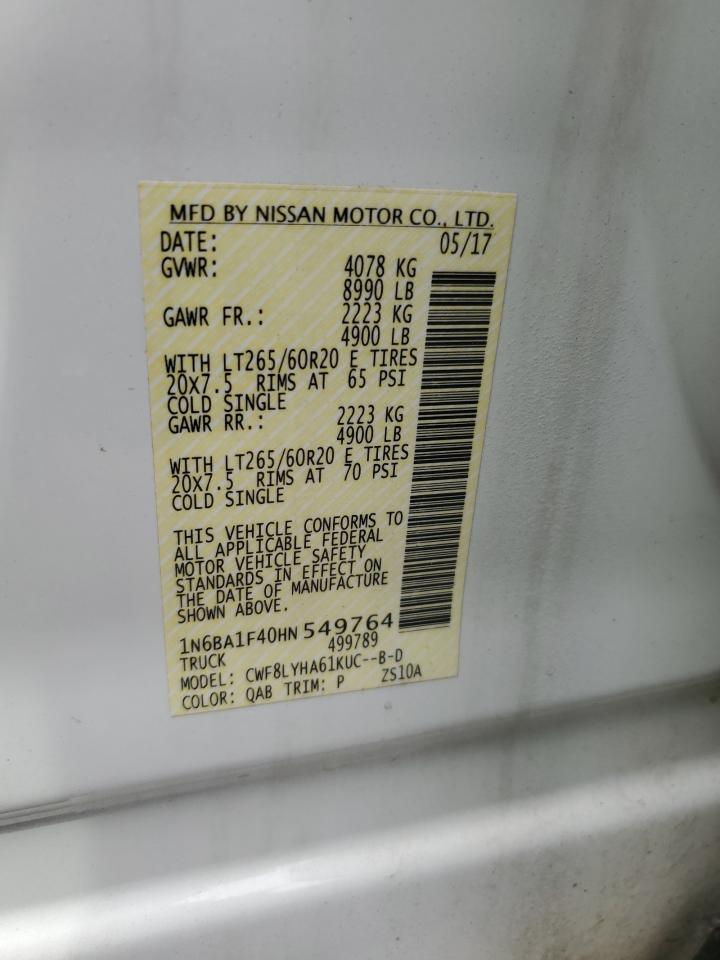 MFD BY NISSAN MOTOR CO., LTD.
DATE: 05/17
GVWR: 4078 KG
8990 LB
GAWR FR.: 2223 KG
4900 LB
WITH LT265/60R20 E TIRES
20X7.5 RIMS AT 65 PSI
COLD SINGLE
GAWR RR.: 2223 KG
4900 LB
WITH LT265/60R20 E TIRES
20X7.5 RIMS AT 70 PSI
COLD SINGLE
THIS VEHICLE CONFORMS TO
ALL APPLICABLE FEDERAL
MOTOR VEHICLE SAFETY
STANDARDS IN EFFECT ON
THE DATE OF MANUFACTURE
SHOWN ABOVE.
1N6BA1F40HN549764
TRUCK 499789
MODEL: CWF8LYHA61KUC--B-D
COLOR: QAB TRIM: P ZS10A